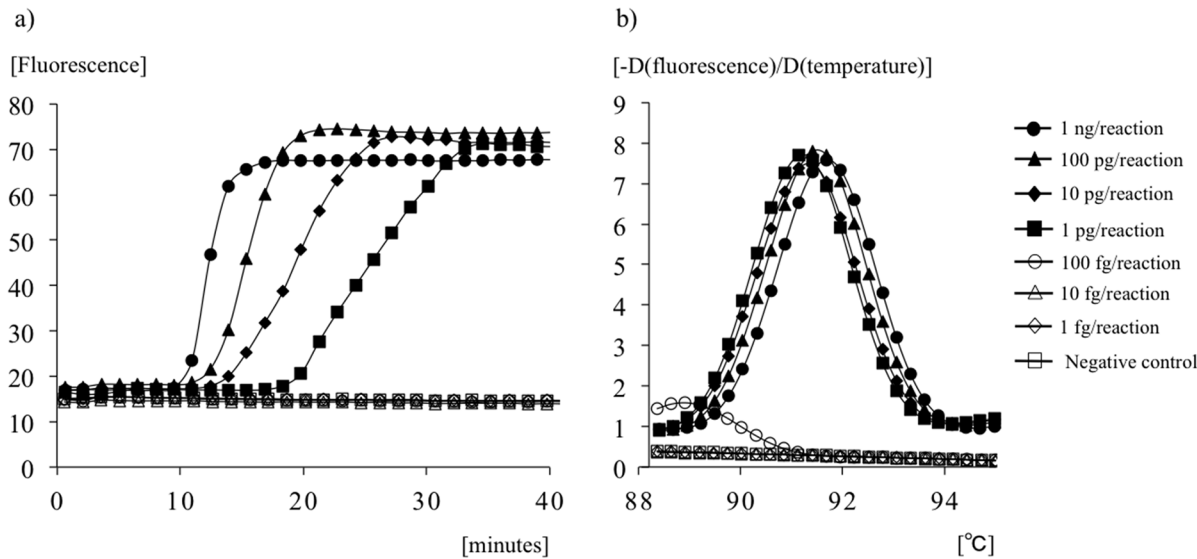 a)
[Fluorescence]
80
70
60
50
40
30
20
10
0
0 10 20 30 40
[minutes]
b)
[-D(fluorescence)/D(temperature)]
9
8
7
6
5
4
3
2
1
0
88 90 92 94
[℃]
1 ng/reaction
100 pg/reaction
10 pg/reaction
1 pg/reaction
100 fg/reaction
10 fg/reaction
1 fg/reaction
Negative control